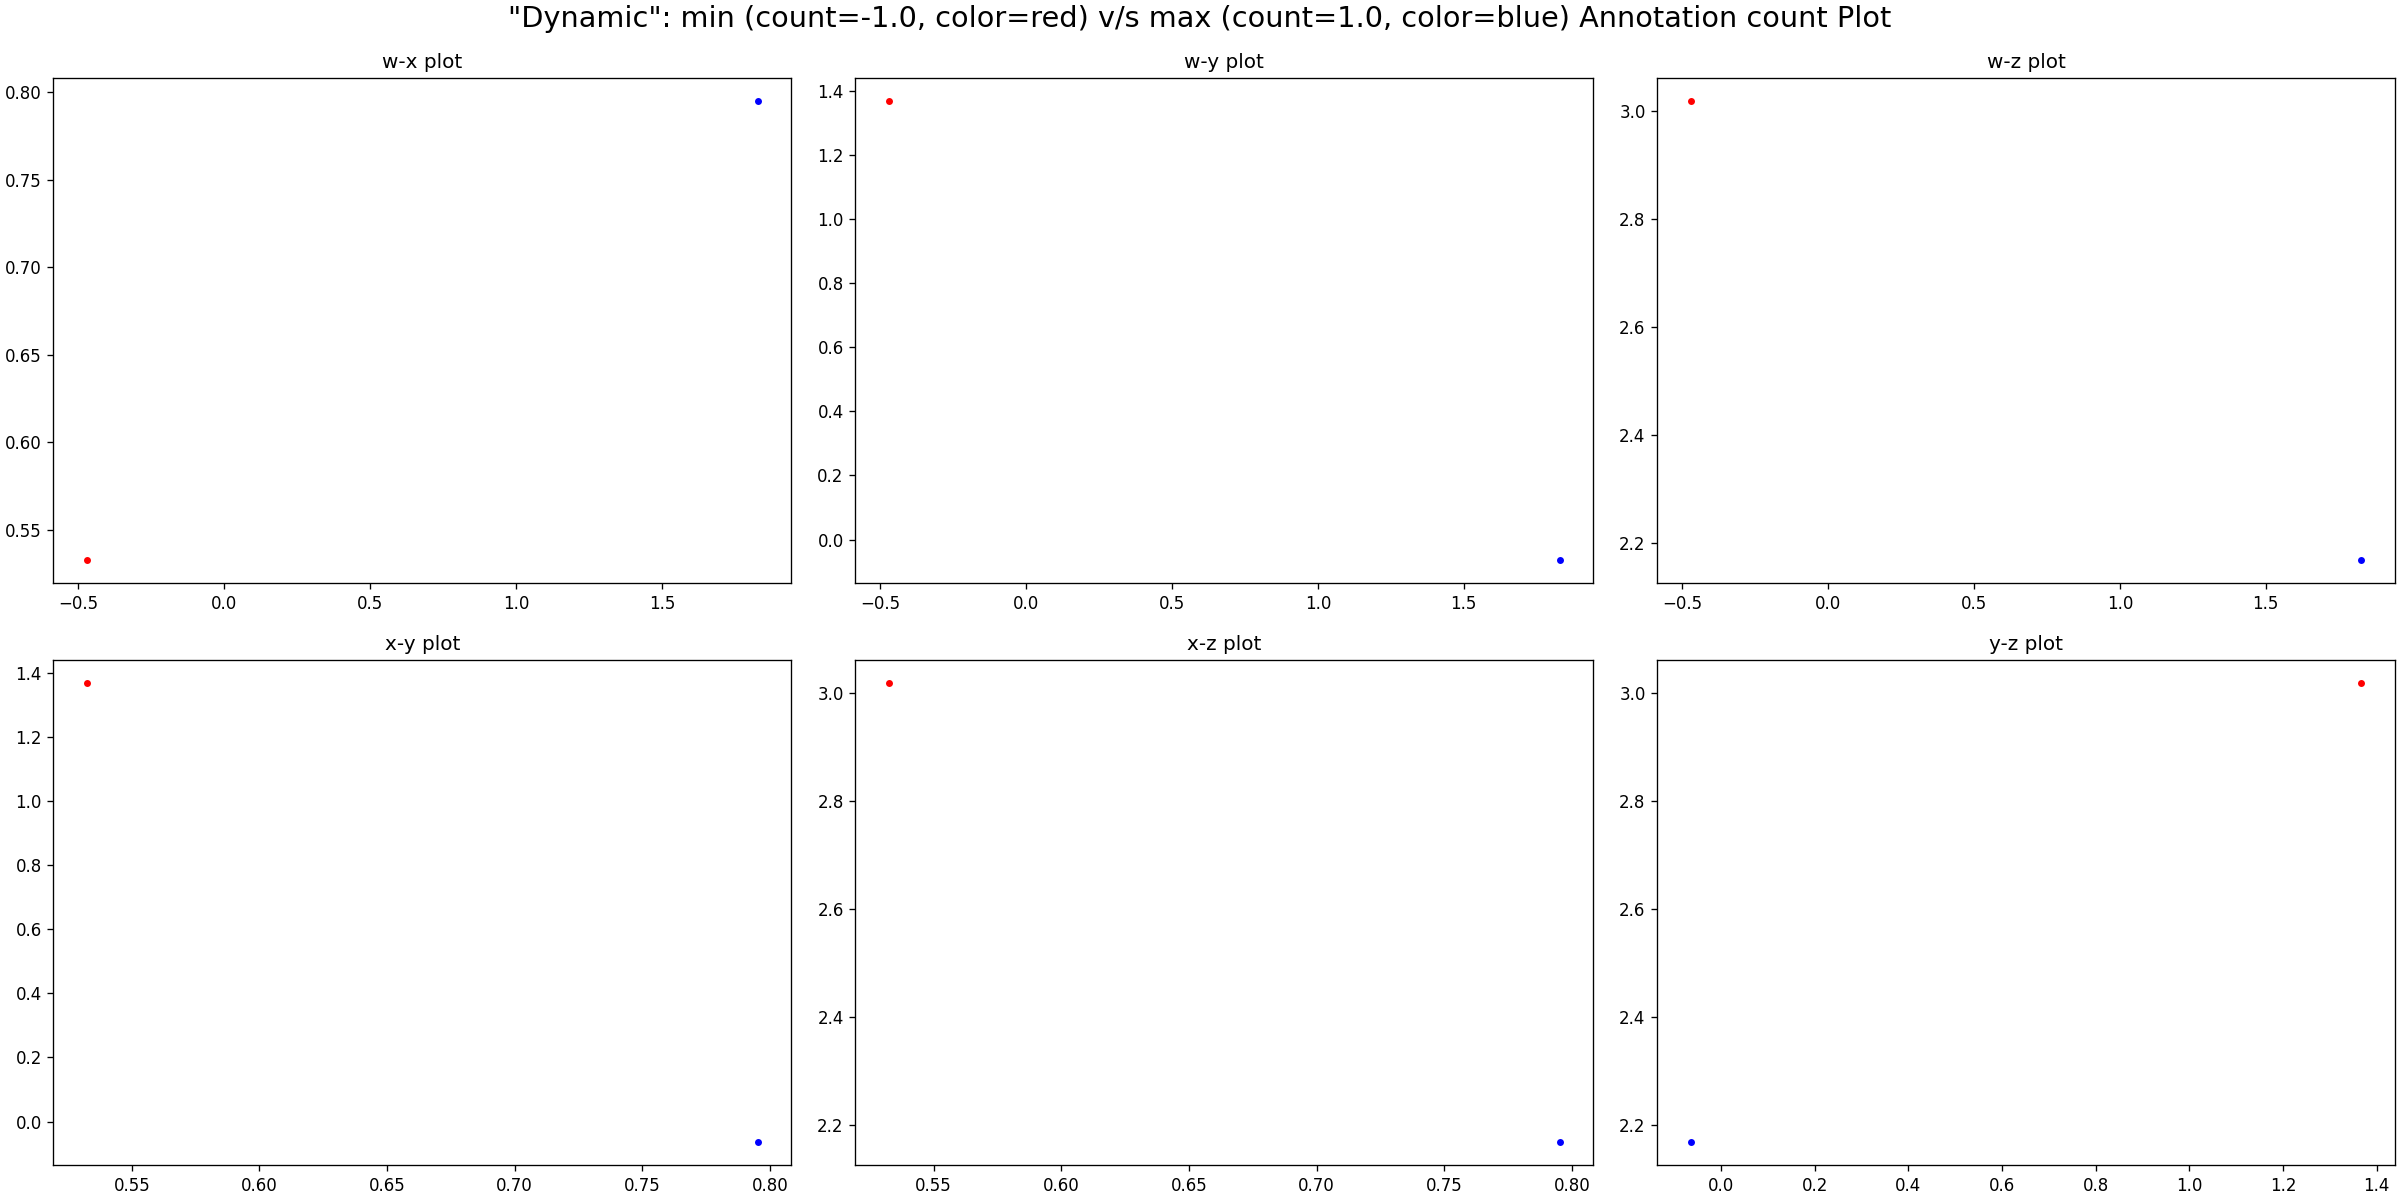 "Dynamic": min (count=-1.0, color=red) v/s max (count=1.0, color=blue) Annotation count Plot
w-x plot
0.80
0.75
0.70
0.65
0.60
0.55
−0.5 0.0 0.5 1.0 1.5
w-y plot
1.4
1.2
1.0
0.8
0.6
0.4
0.2
0.0
−0.5 0.0 0.5 1.0 1.5
w-z plot
3.0
2.8
2.6
2.4
2.2
−0.5 0.0 0.5 1.0 1.5
x-y plot
1.4
1.2
1.0
0.8
0.6
0.4
0.2
0.0
0.55 0.60 0.65 0.70 0.75 0.80
x-z plot
3.0
2.8
2.6
2.4
2.2
0.55 0.60 0.65 0.70 0.75 0.80
y-z plot
3.0
2.8
2.6
2.4
2.2
0.0 0.2 0.4 0.6 0.8 1.0 1.2 1.4